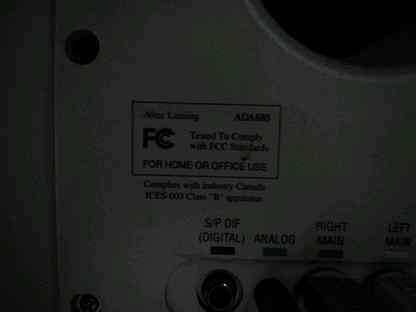 Altec Lansing ADA880
FC
Tested To Comply
with FCC Standards
FOR HOME OR OFFICE USE
Complies with Industry Canada
ICES-003 Class "B" apparatus
S/P DIF
(DIGITAL)
ANALOG
RIGHT
MAIN
LEFT
MAIN